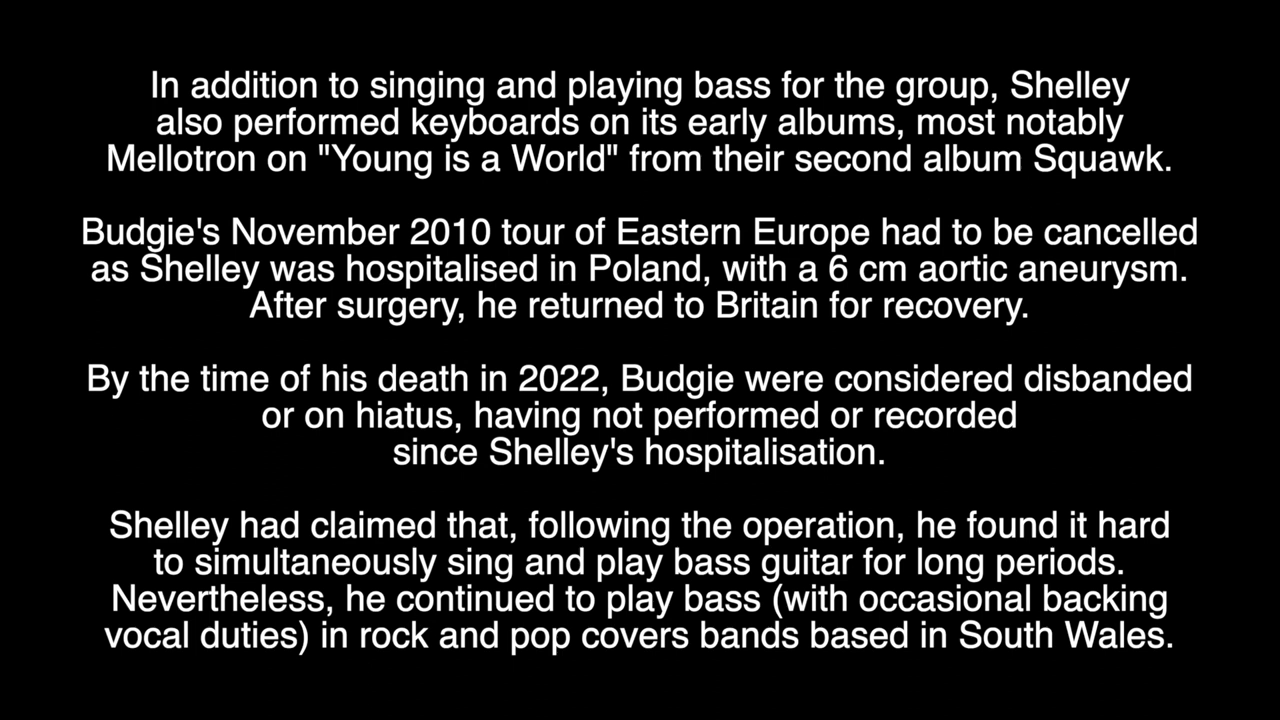 In addition to singing and playing bass for the group, Shelley
also performed keyboards on its early albums, most notably
Mellotron on "Young is a World" from their second album Squawk.
Budgie's November 2010 tour of Eastern Europe had to be cancelled
as Shelley was hospitalised in Poland, with a 6 cm aortic aneurysm.
After surgery, he returned to Britain for recovery.
By the time of his death in 2022, Budgie were considered disbanded
or on hiatus, having not performed or recorded
since Shelley's hospitalisation.
Shelley had claimed that, following the operation, he found it hard
to simultaneously sing and play bass guitar for long periods.
Nevertheless, he continued to play bass (with occasional backing
vocal duties) in rock and pop covers bands based in South Wales.